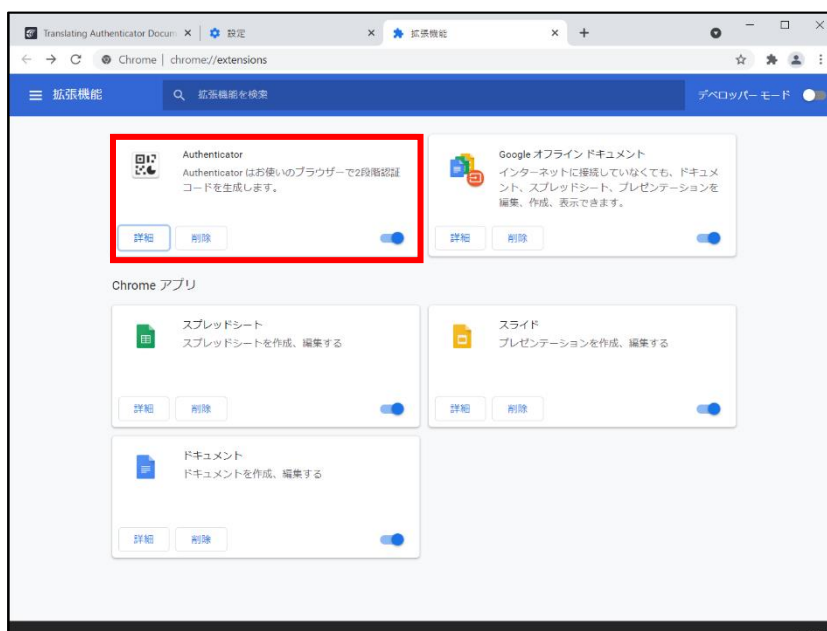 Translating Authenticator Docum
設定
拡張機能
Chrome | chrome://extensions
拡張機能
拡張機能を検索
デベロッパー モード
Authenticator
Authenticator はお使いのブラウザーで2段階認証
コードを生成します。
詳細
削除
Google オフライン ドキュメント
インターネットに接続していなくても、ドキュメ
ント、スプレッドシート、プレゼンテーションを
編集、作成、表示できます。
詳細
削除
Chrome アプリ
スプレッドシート
スプレッドシートを作成、編集する
詳細
削除
スライド
プレゼンテーションを作成、編集する
詳細
削除
ドキュメント
ドキュメントを作成、編集する
詳細
削除